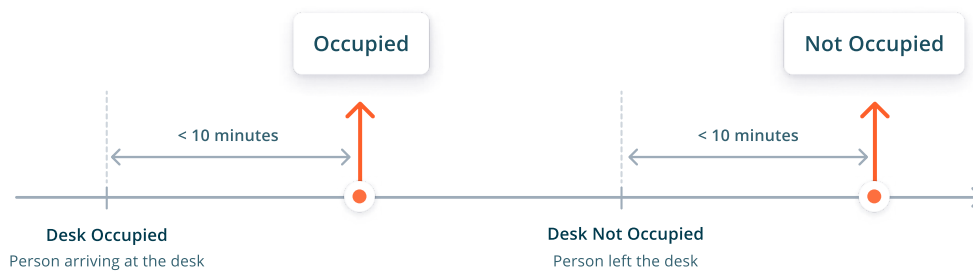 Occupied
Not Occupied
< 10 minutes
< 10 minutes
Desk Occupied
Person arriving at the desk
Desk Not Occupied
Person left the desk